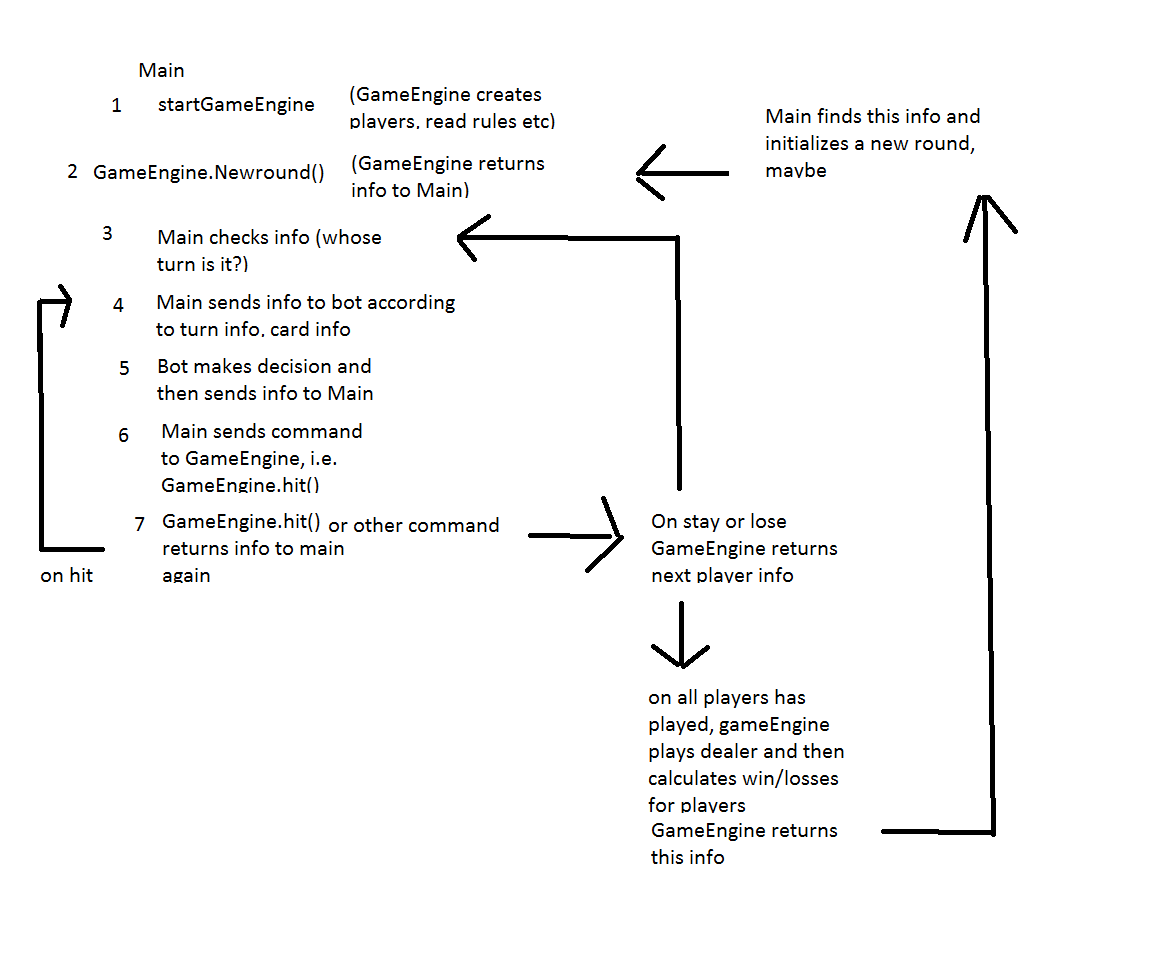 Main
1 startGameEngine (GameEngine creates
players, read rules etc)
2 GameEngine.Newround() (GameEngine returns
info to Main)
Main finds this info and
initializes a new round,
maybe
3 Main checks info (whose
turn is it?)
4 Main sends info to bot according
to turn info, card info
5 Bot makes decision and
then sends info to Main
6 Main sends command
to GameEngine, i.e.
GameEngine.hit()
7 GameEngine.hit() or other command
returns info to main
again
on hit
On stay or lose
GameEngine returns
next player info
on all players has
played, gameEngine
plays dealer and then
calculates win/losses
for players
GameEngine returns
this info